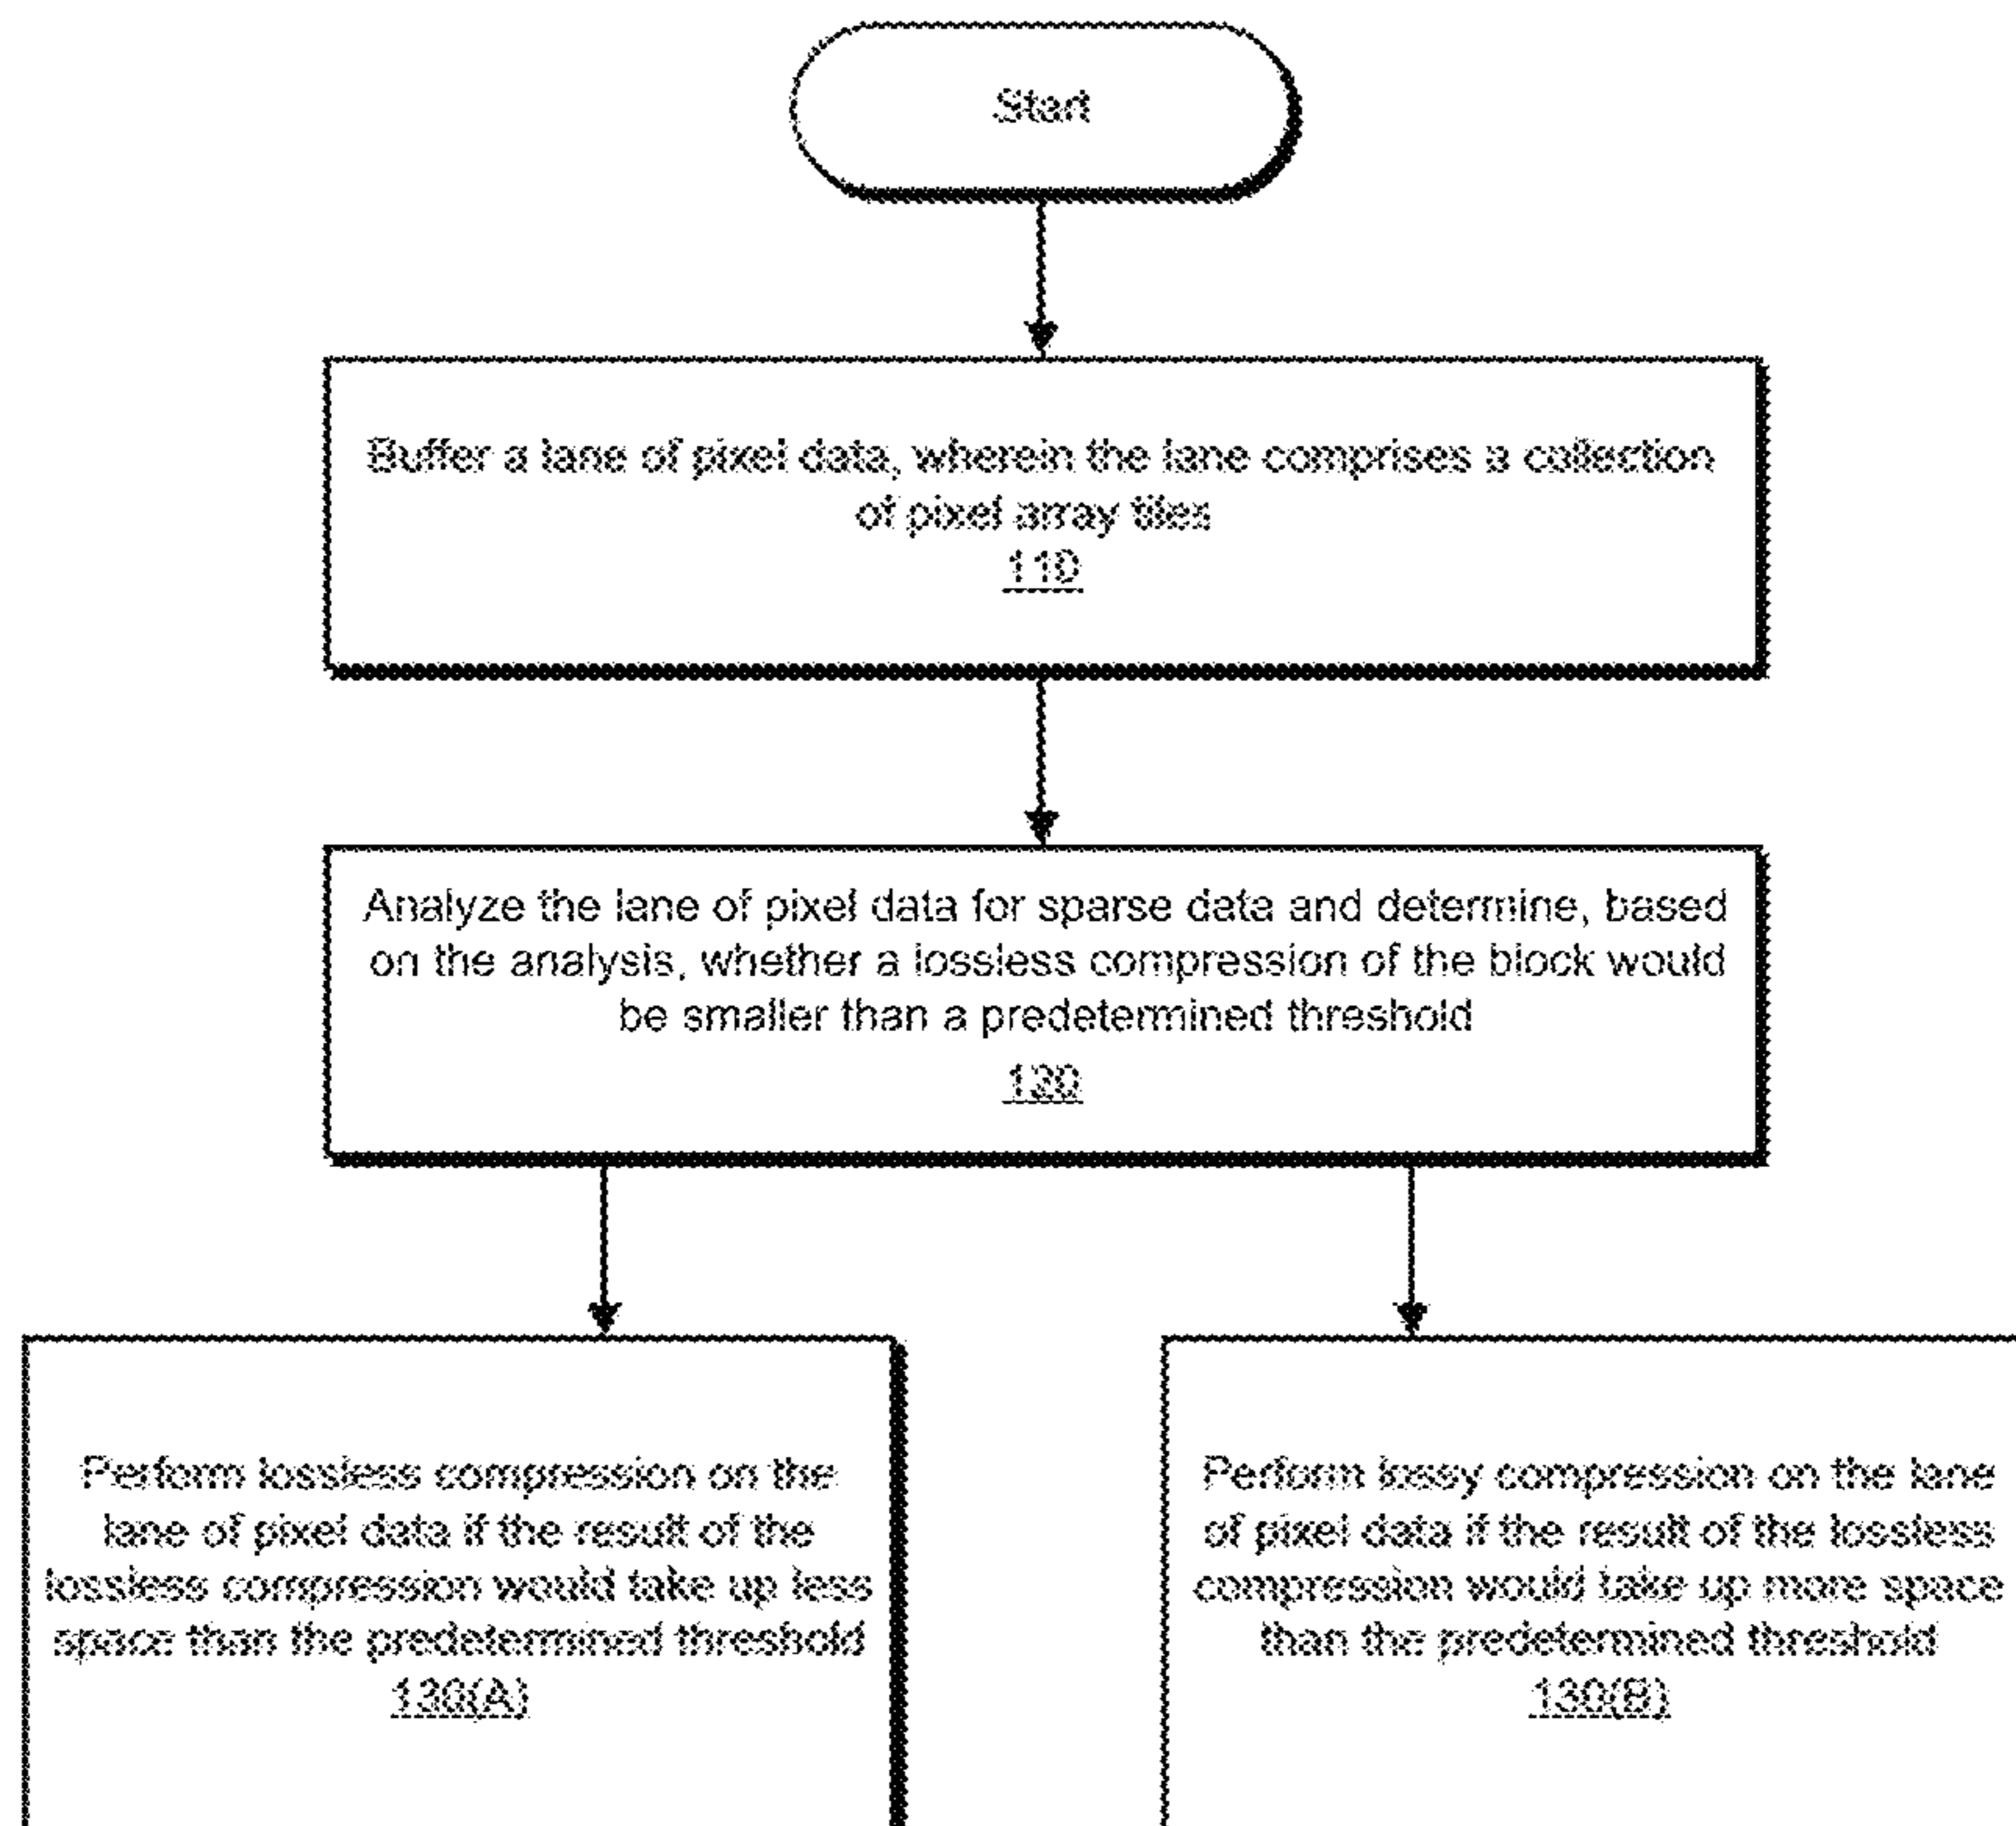 Start
Buffer a lane of pixel data, wherein the lane comprises a collection
of pixel array tiles
110
Analyze the lane of pixel data for sparse data and determine, based
on the analysis, whether a lossless compression of the block would
be smaller than a predetermined threshold
120
Perform lossless compression on the
lane of pixel data if the result of the
lossless compression would take up less
space than the predetermined threshold
130(A)
Perform lossy compression on the lane
of pixel data if the result of the lossless
compression would take up more space
than the predetermined threshold
130(B)